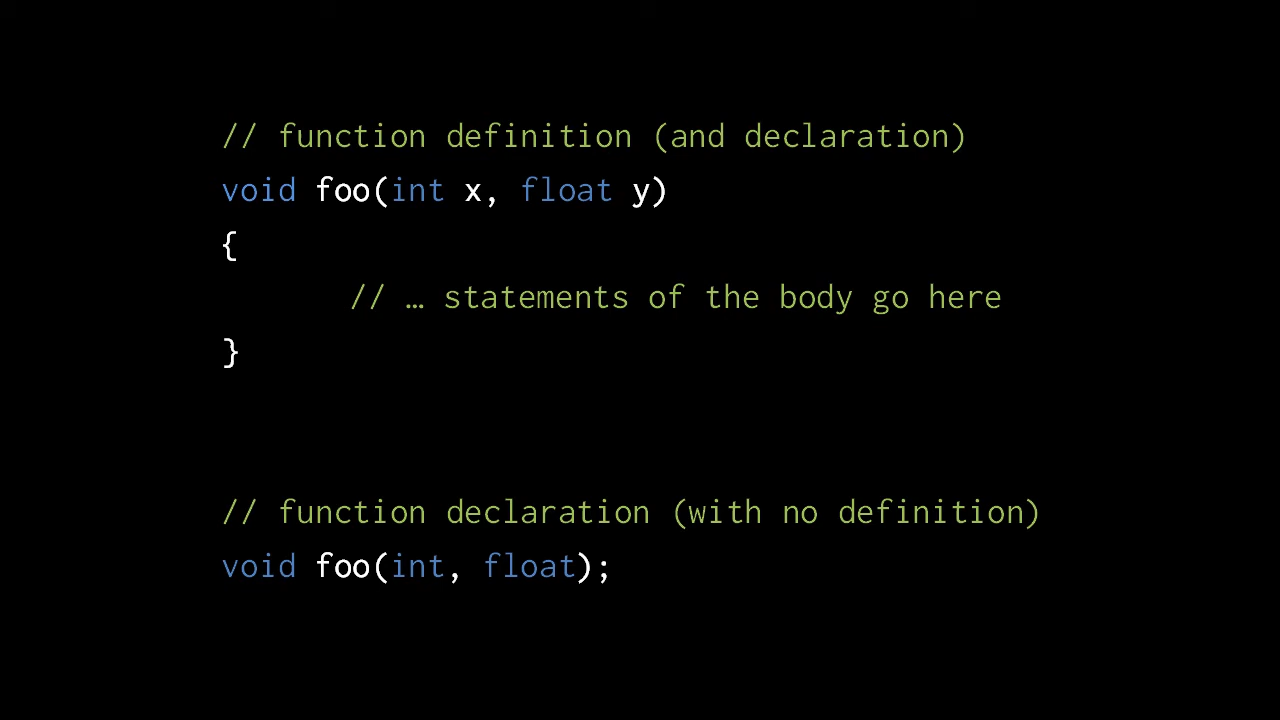 // function definition (and declaration)
void foo(int x, float y)
{
// … statements of the body go here
}
// function declaration (with no definition)
void foo(int, float);